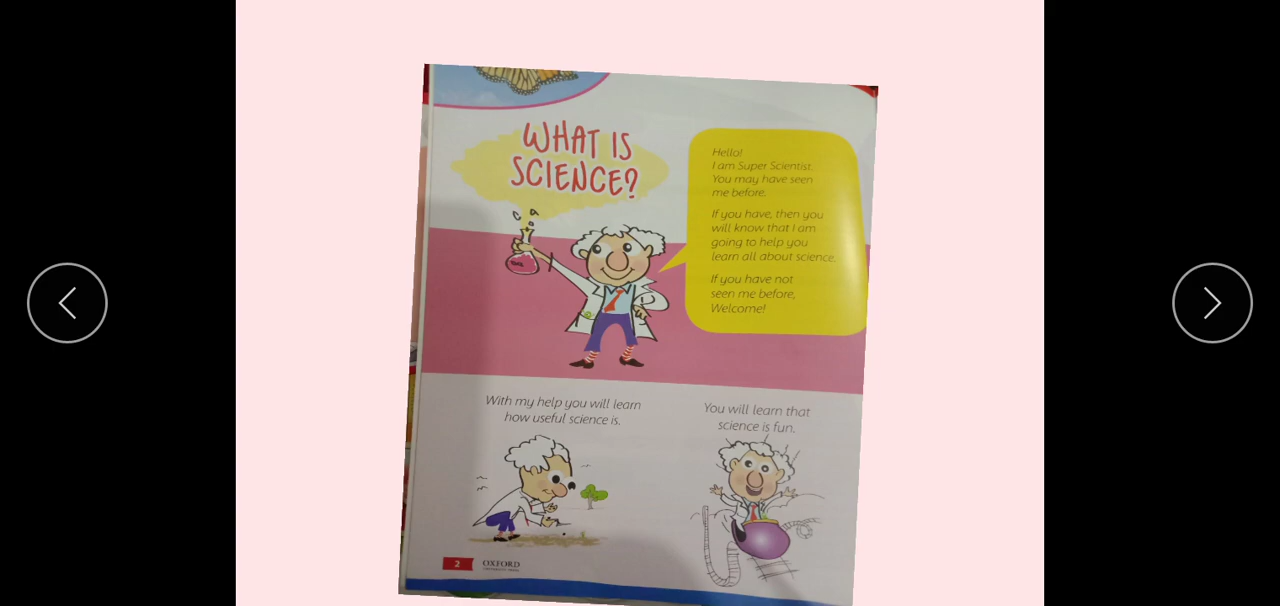 WHAT IS
SCIENCE?
Hello!
I am Super Scientist.
You may have seen
me before.
If you have, then you
will know that I am
going to help you
learn all about science.
If you have not
seen me before,
Welcome!
With my help you will learn
how useful science is.
You will learn that
science is fun.
2
OXFORD